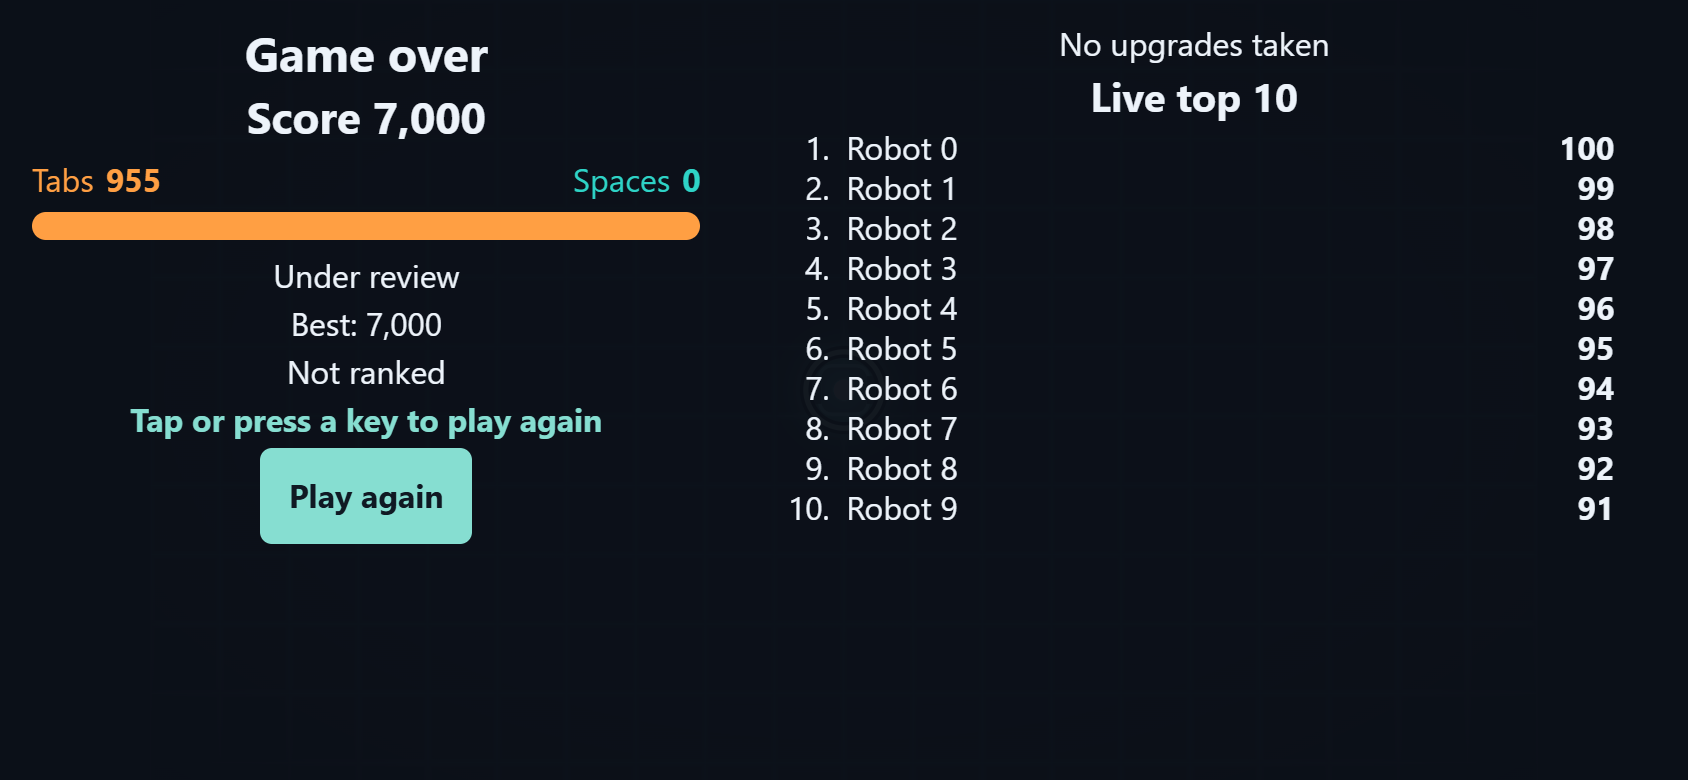 Game over
Score 7,000
Tabs 955 Spaces 0
Under review
Best: 7,000
Not ranked
Tap or press a key to play again
Play again
No upgrades taken
Live top 10
1. Robot 0 100
2. Robot 1 99
3. Robot 2 98
4. Robot 3 97
5. Robot 4 96
6. Robot 5 95
7. Robot 6 94
8. Robot 7 93
9. Robot 8 92
10. Robot 9 91